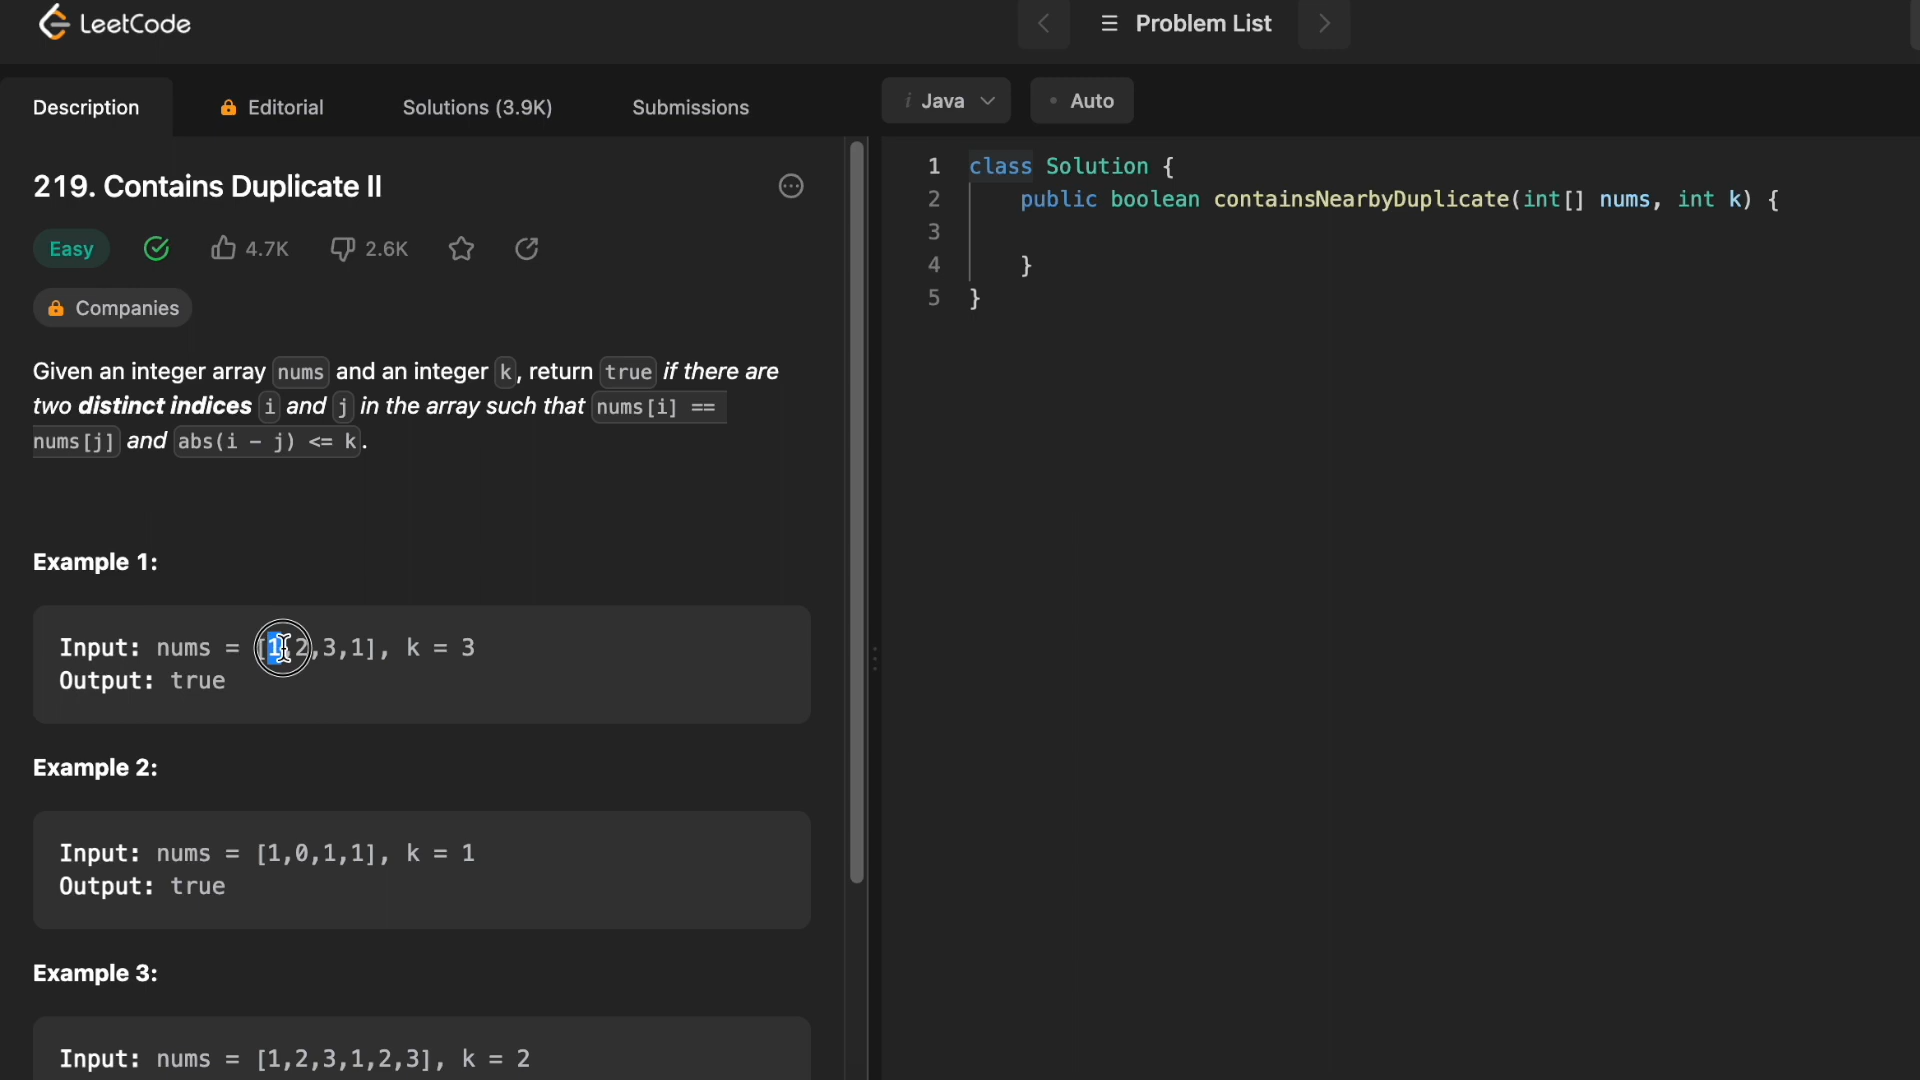 LeetCode
Problem List
Description Editorial Solutions (3.9K) Submissions
i Java Auto
219. Contains Duplicate II
Easy 4.7K 2.6K
Companies
Given an integer array nums and an integer k, return true if there are
two distinct indices i and j in the array such that nums[i] ==
nums[j] and abs(i - j) <= k.
Example 1:
Input: nums = [1,2,3,1], k = 3
Output: true
Example 2:
Input: nums = [1,0,1,1], k = 1
Output: true
Example 3:
Input: nums = [1,2,3,1,2,3], k = 2
1 class Solution {
2 public boolean containsNearbyDuplicate(int[] nums, int k) {
3
4 }
5 }